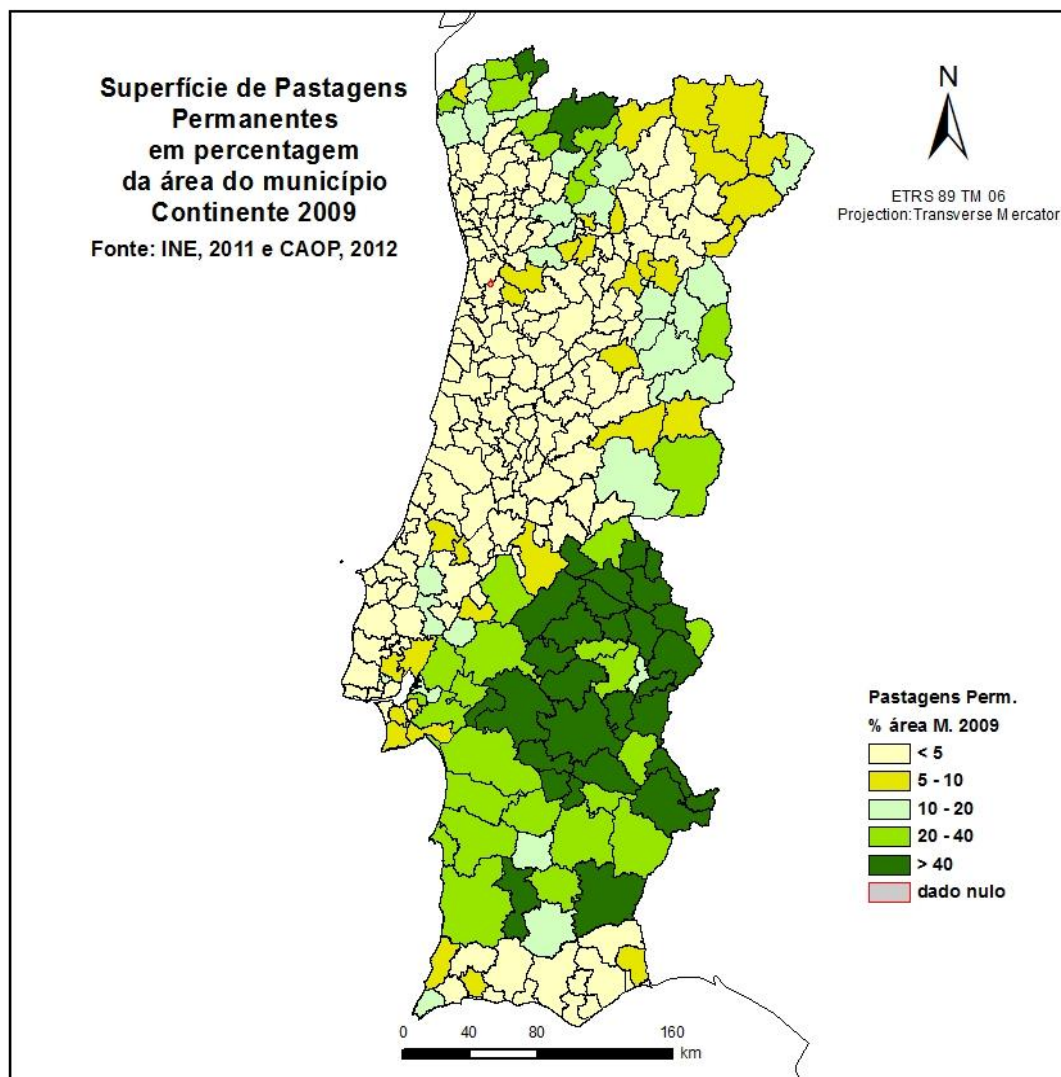 Superfície de Pastagens
Permanentes
em percentagem
da área do município
Continente 2009
Fonte: INE, 2011 e CAOP, 2012
N
ETRS 89 TM 06
Projection:Transverse Mercator
Pastagens Perm.
% área M. 2009
< 5
5 - 10
10 - 20
20 - 40
> 40
dado nulo
0 40 80 160
km